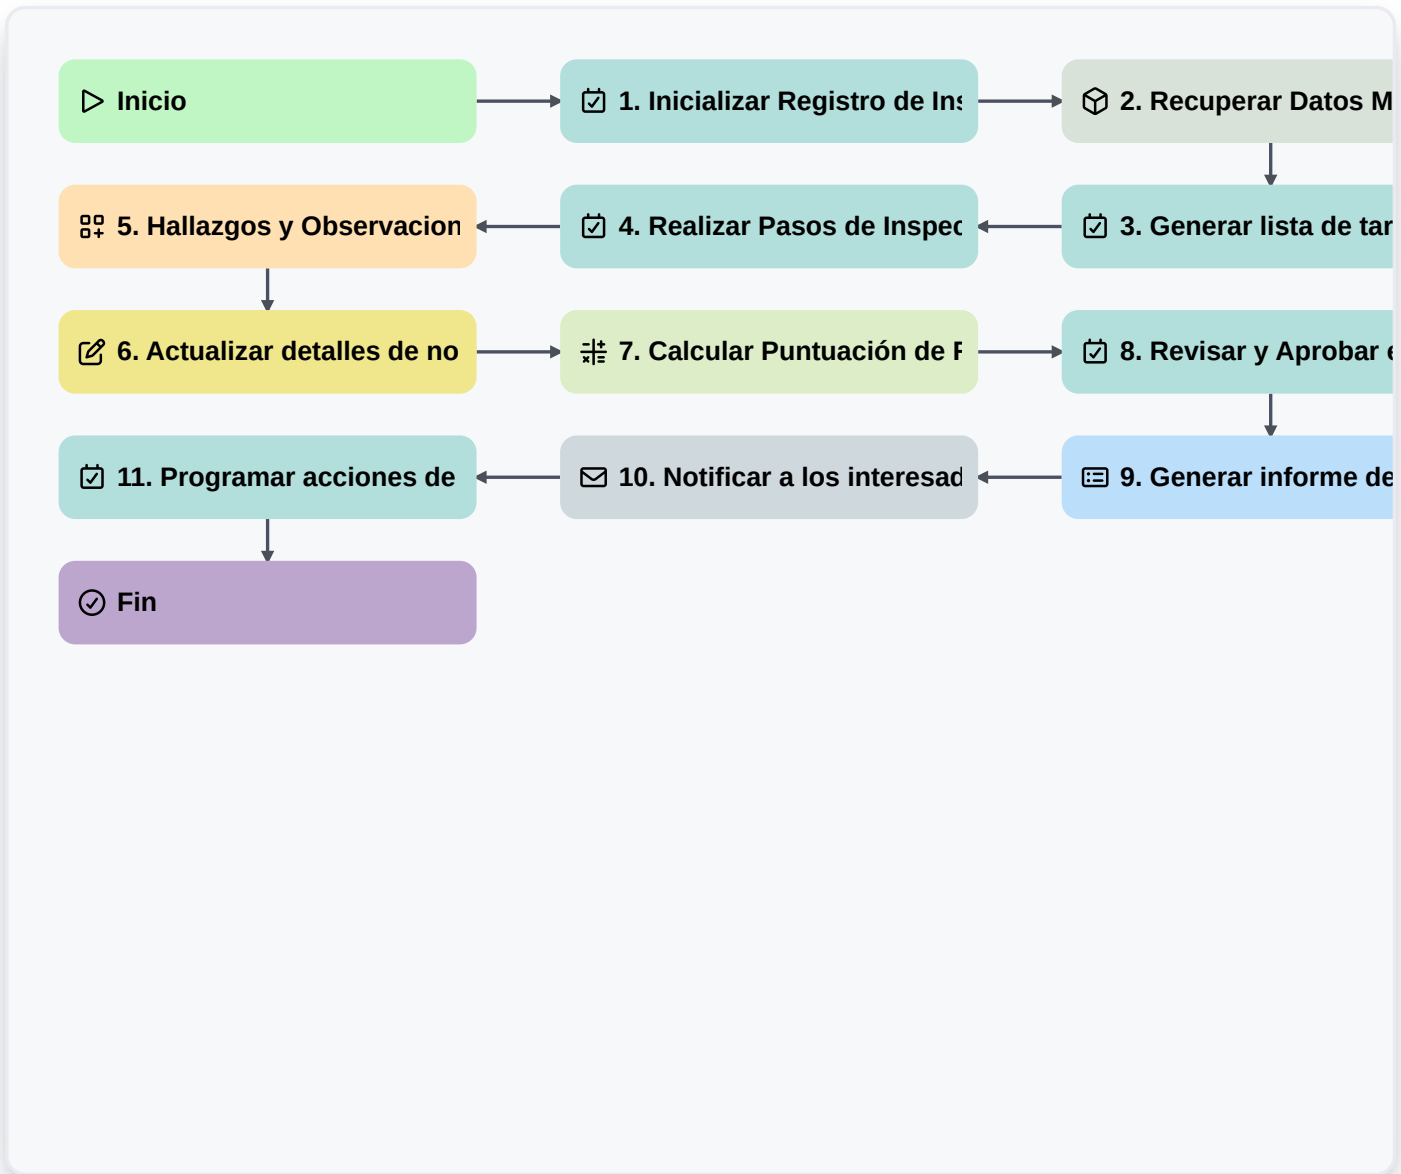 Inicio
1. Inicializar Registro de Ins
2. Recuperar Datos M
5. Hallazgos y Observacion
4. Realizar Pasos de Inspec
3. Generar lista de tar
6. Actualizar detalles de no
7. Calcular Puntuación de
8. Revisar y Aprobar e
11. Programar acciones de
10. Notificar a los interesad
9. Generar informe de
Fin